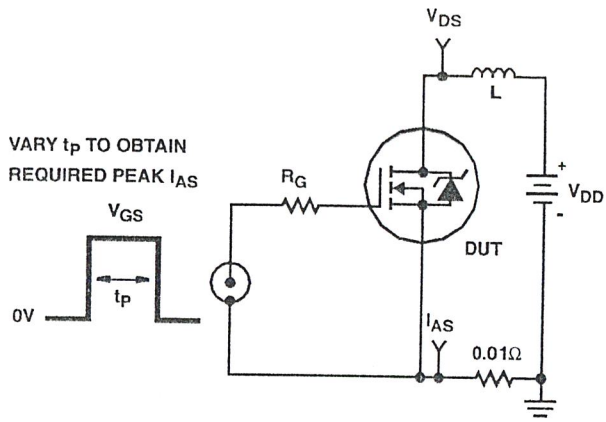 VDS
L
VARY tP TO OBTAIN
REQUIRED PEAK IAS
RG
+
VDD
-
VGS
DUT
tP
0V
IAS
0.01Ω